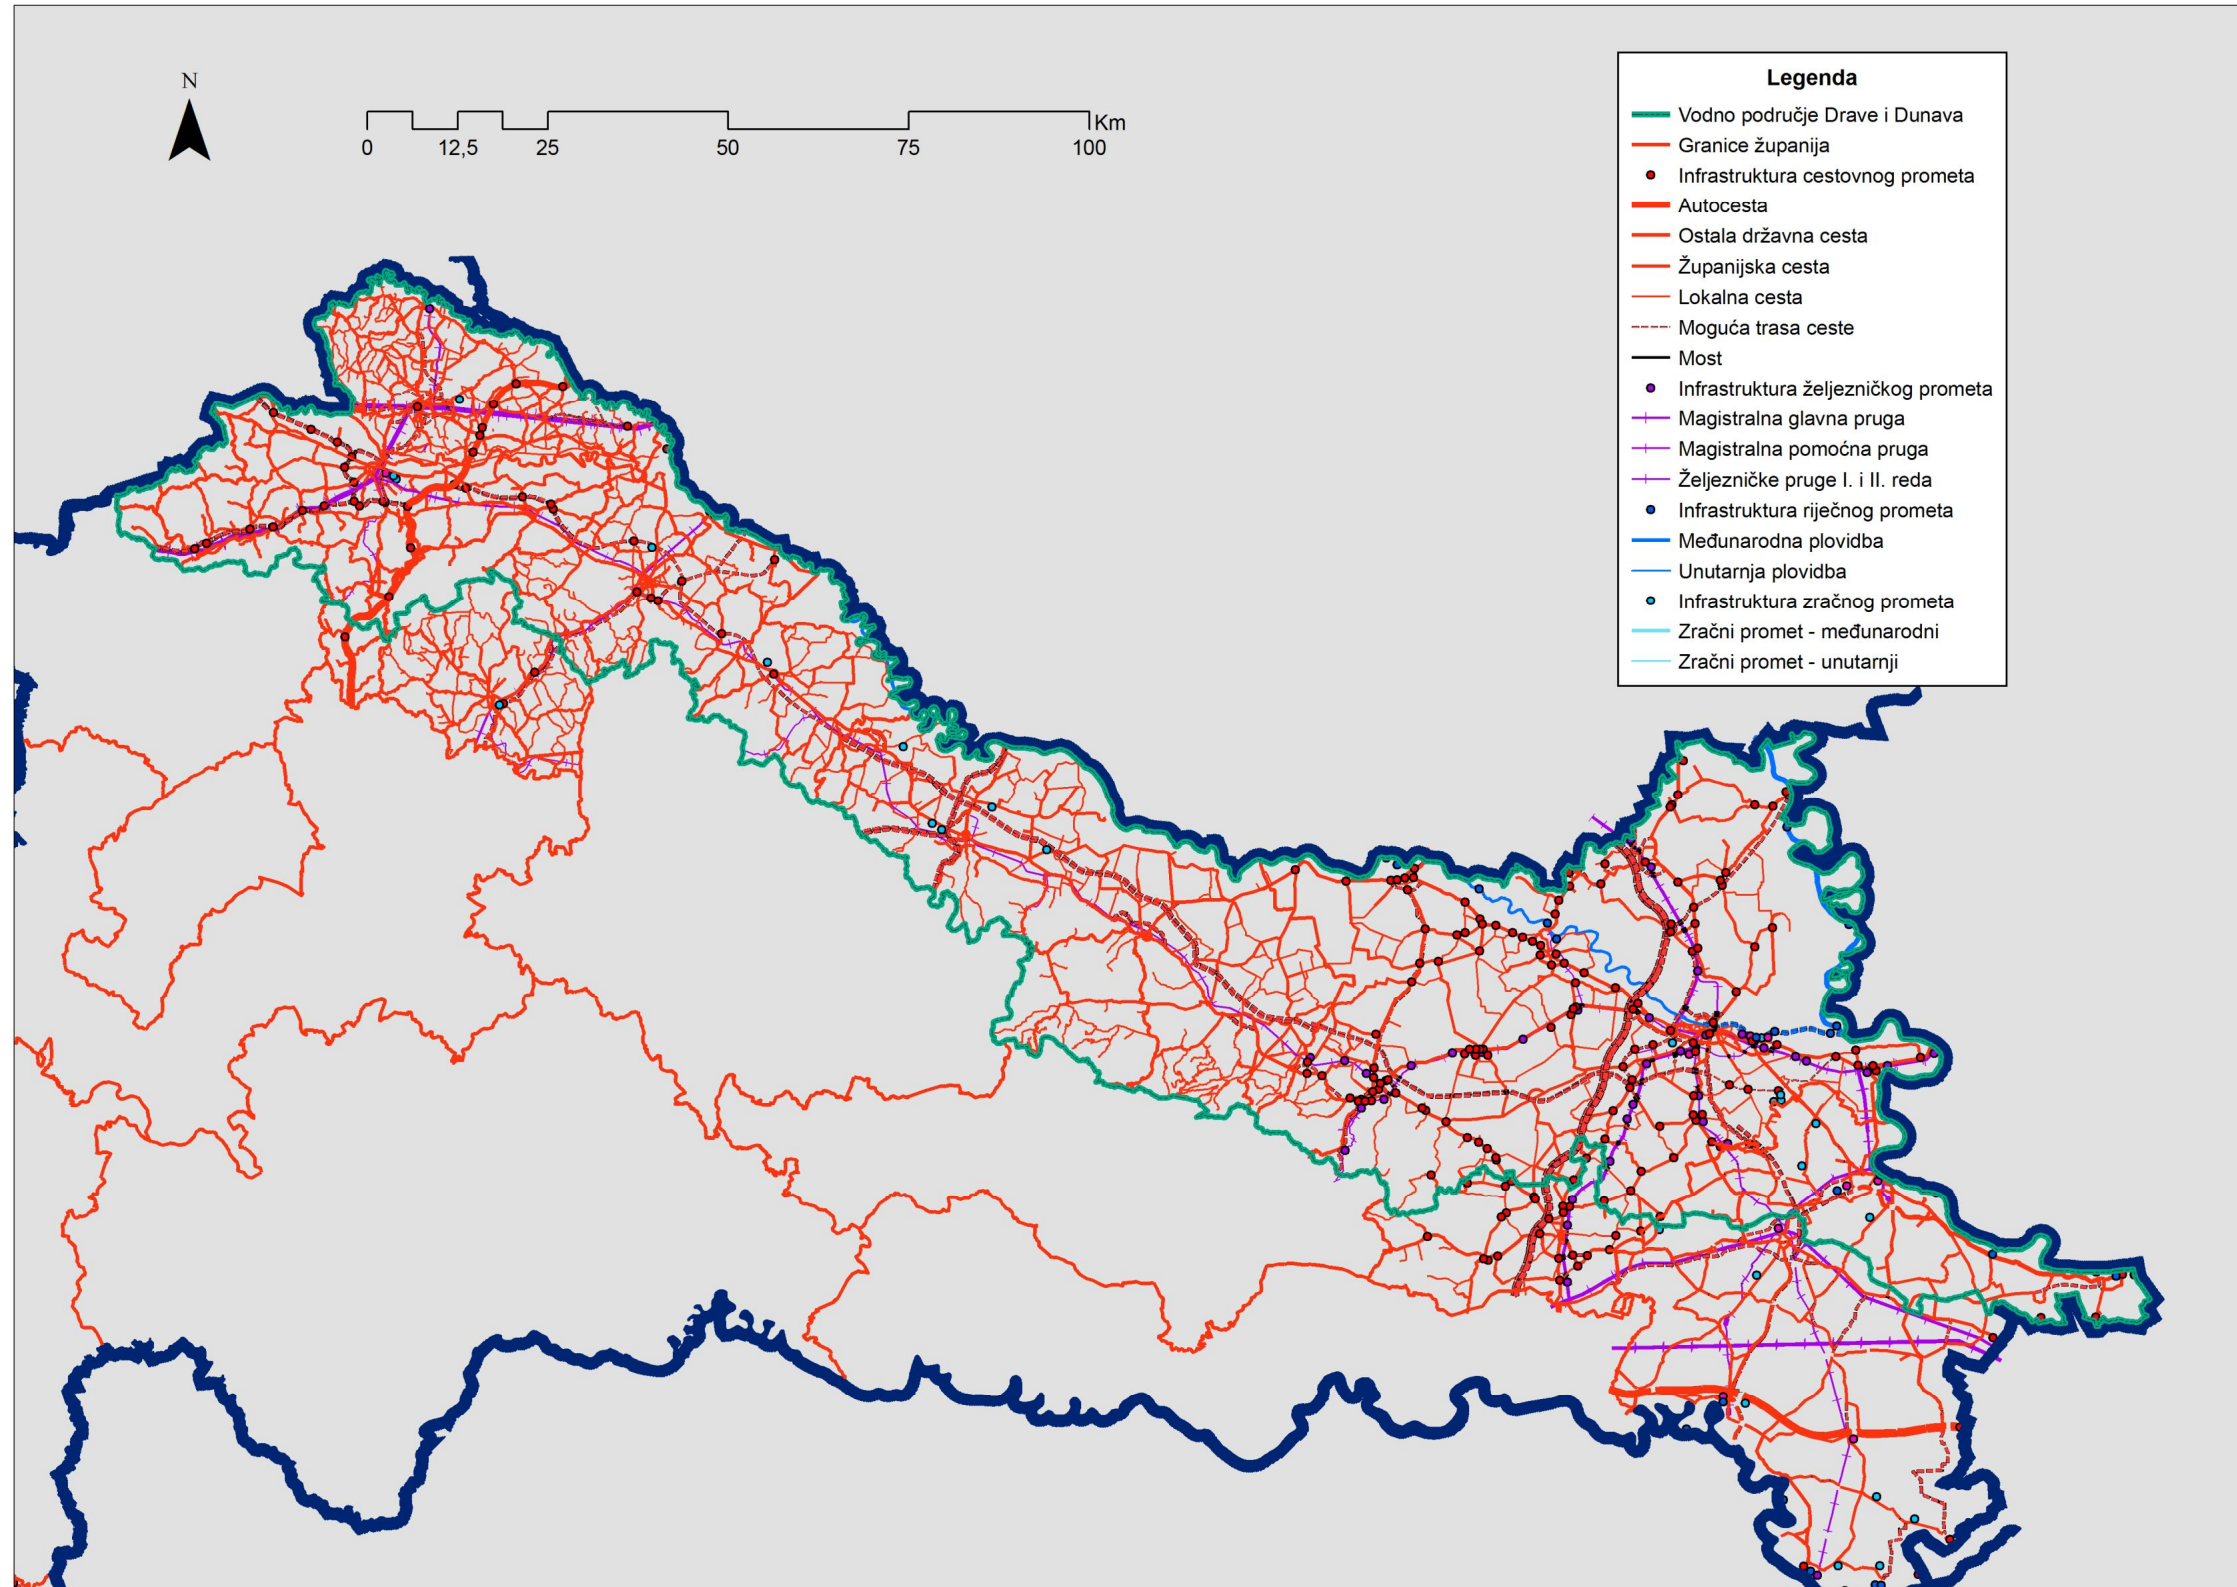 N
Km
0 12,5 25 50 75 100
Legenda
Vodno područje Drave i Dunava
Granice županija
Infrastruktura cestovnog prometa
Autocesta
Ostala državna cesta
Županijska cesta
Lokalna cesta
Moguća trasa ceste
Most
Infrastruktura željezničkog prometa
Magistralna glavna pruga
Magistralna pomoćna pruga
Željezničke pruge I. i II. reda
Infrastruktura riječnog prometa
Međunarodna plovidba
Unutarnja plovidba
Infrastruktura zračnog prometa
Zračni promet - međunarodni
Zračni promet - unutarnji